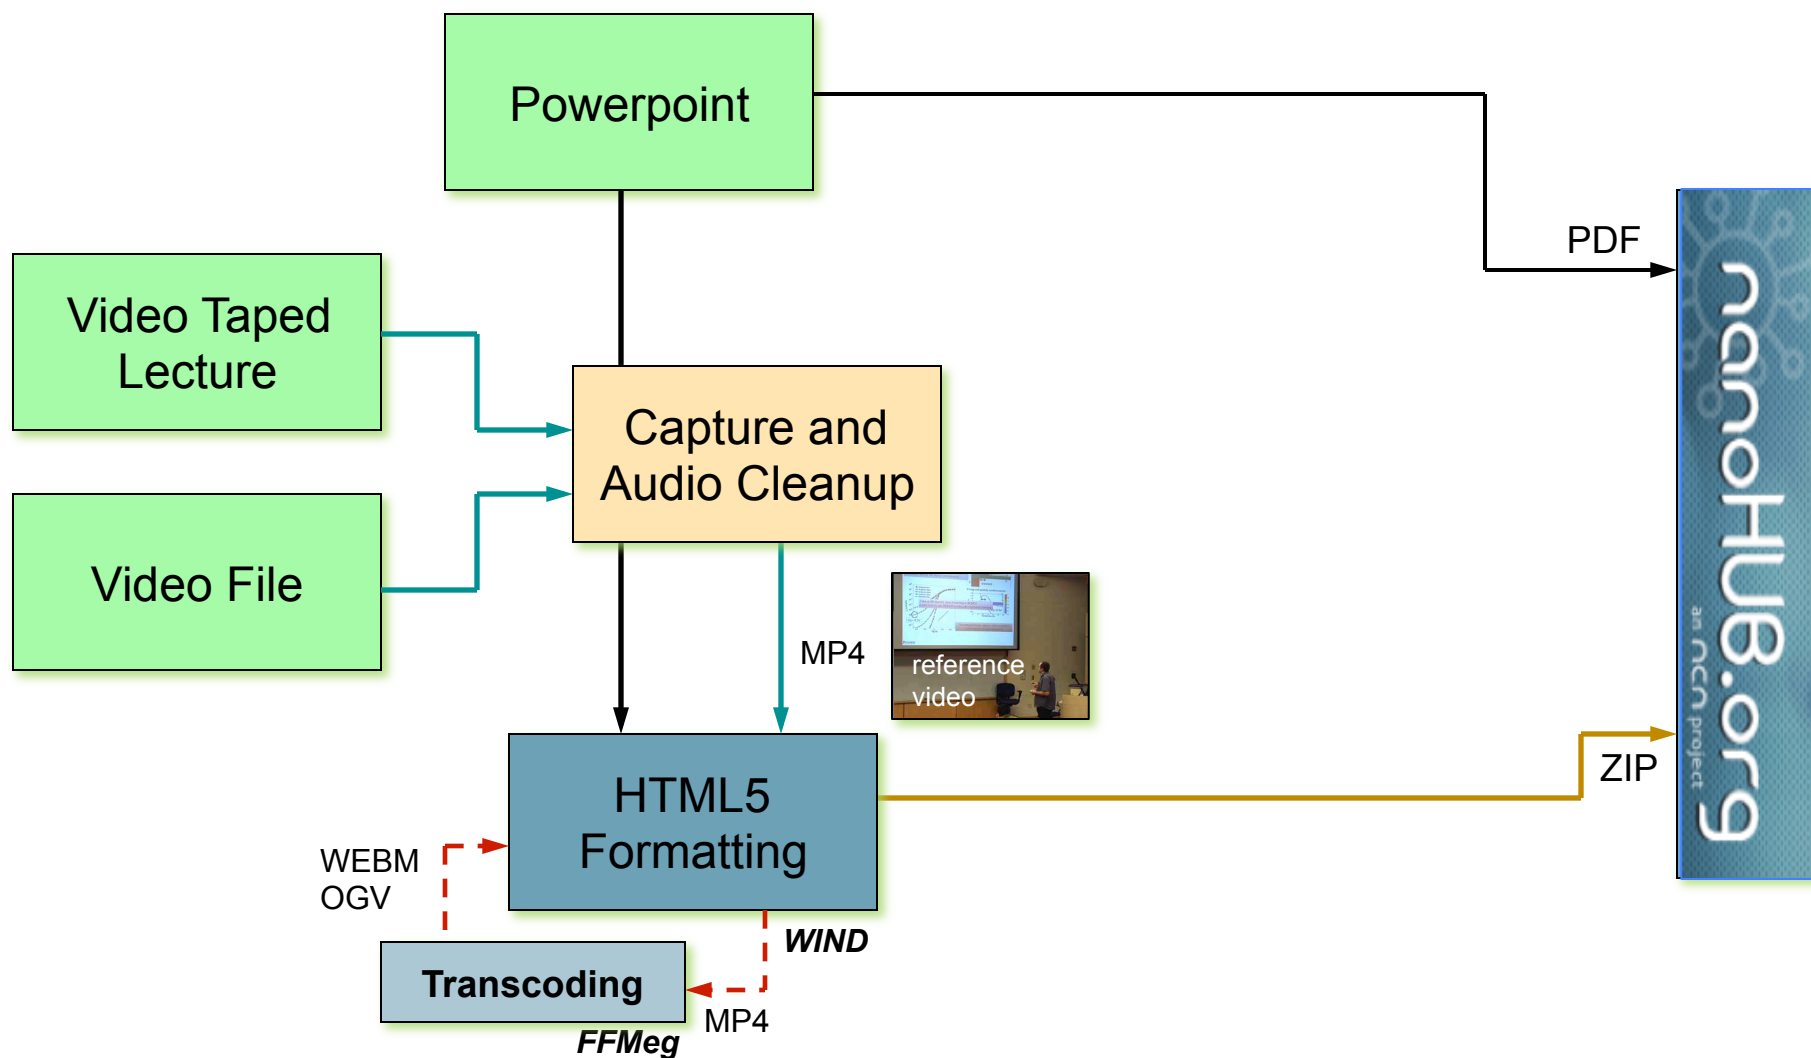 Powerpoint
PDF
Video Taped
Lecture
Capture and
Audio Cleanup
Video File
MP4
reference
video
HTML5
Formatting
ZIP
WEBM
OGV
WIND
Transcoding
MP4
FFMeg
nanoHUB.org
an ncn project